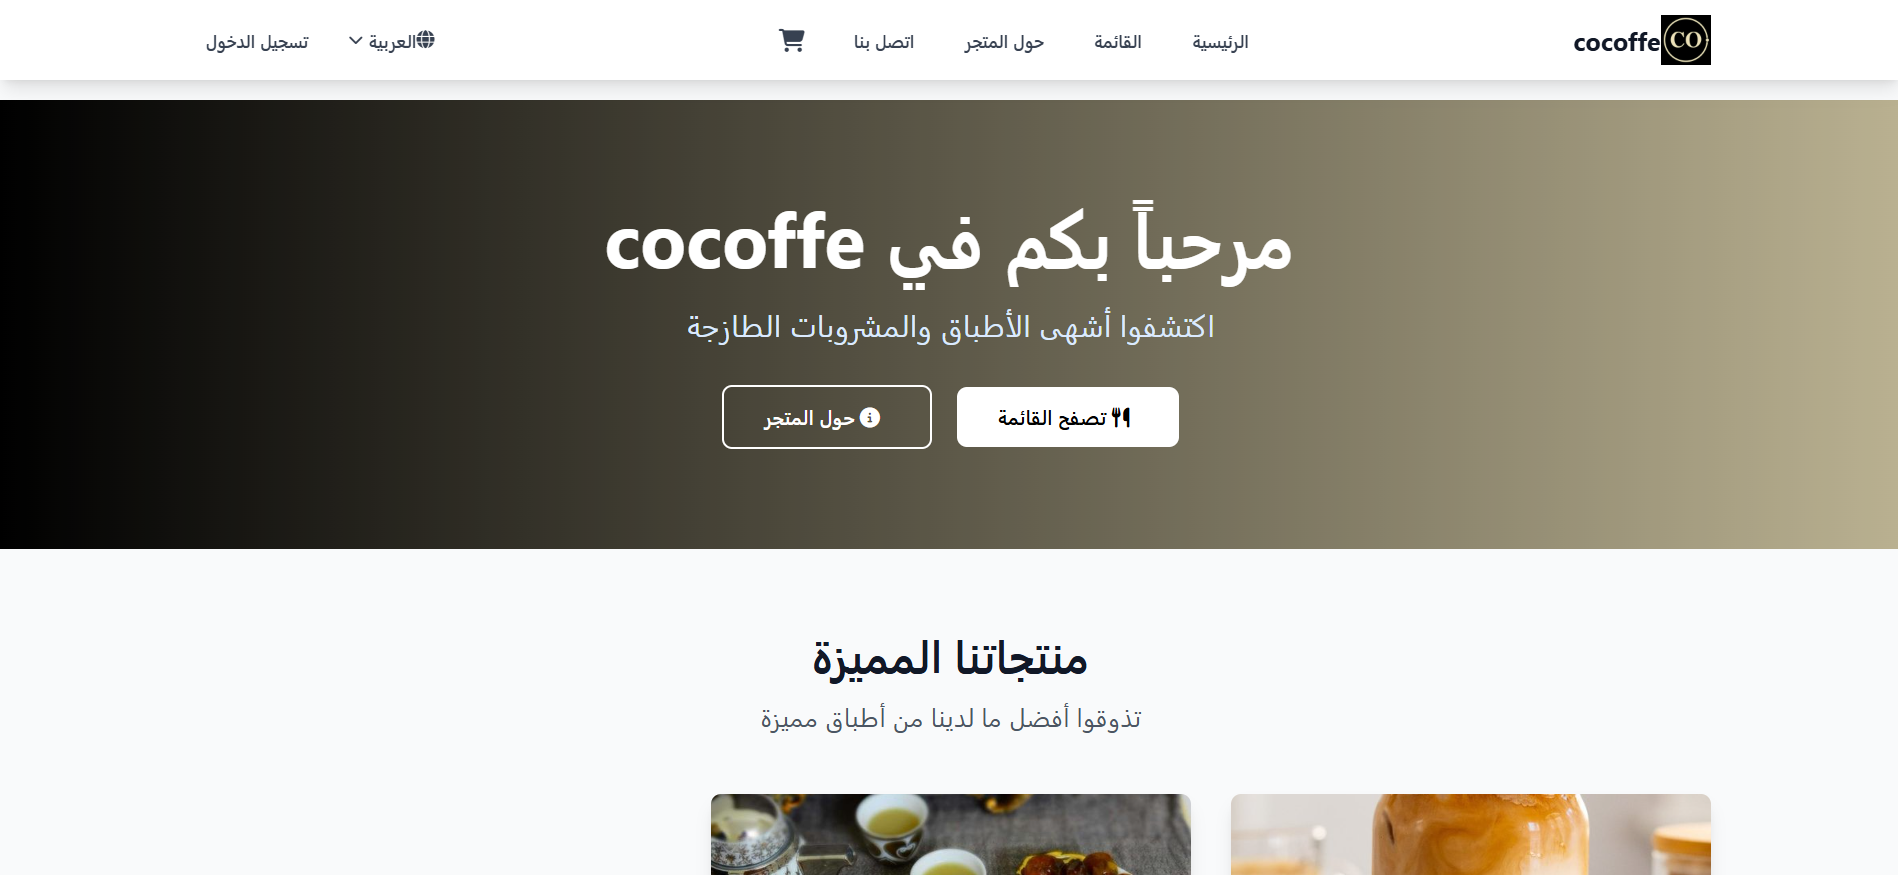 CO
cocoffe
الرئيسية
القائمة
حول المتجر
اتصل بنا
العربية
تسجيل الدخول
مرحباً بكم في cocoffe
اكتشفوا أشهى الأطباق والمشروبات الطازجة
تصفح القائمة
حول المتجر
منتجاتنا المميزة
تذوقوا أفضل ما لدينا من أطباق مميزة